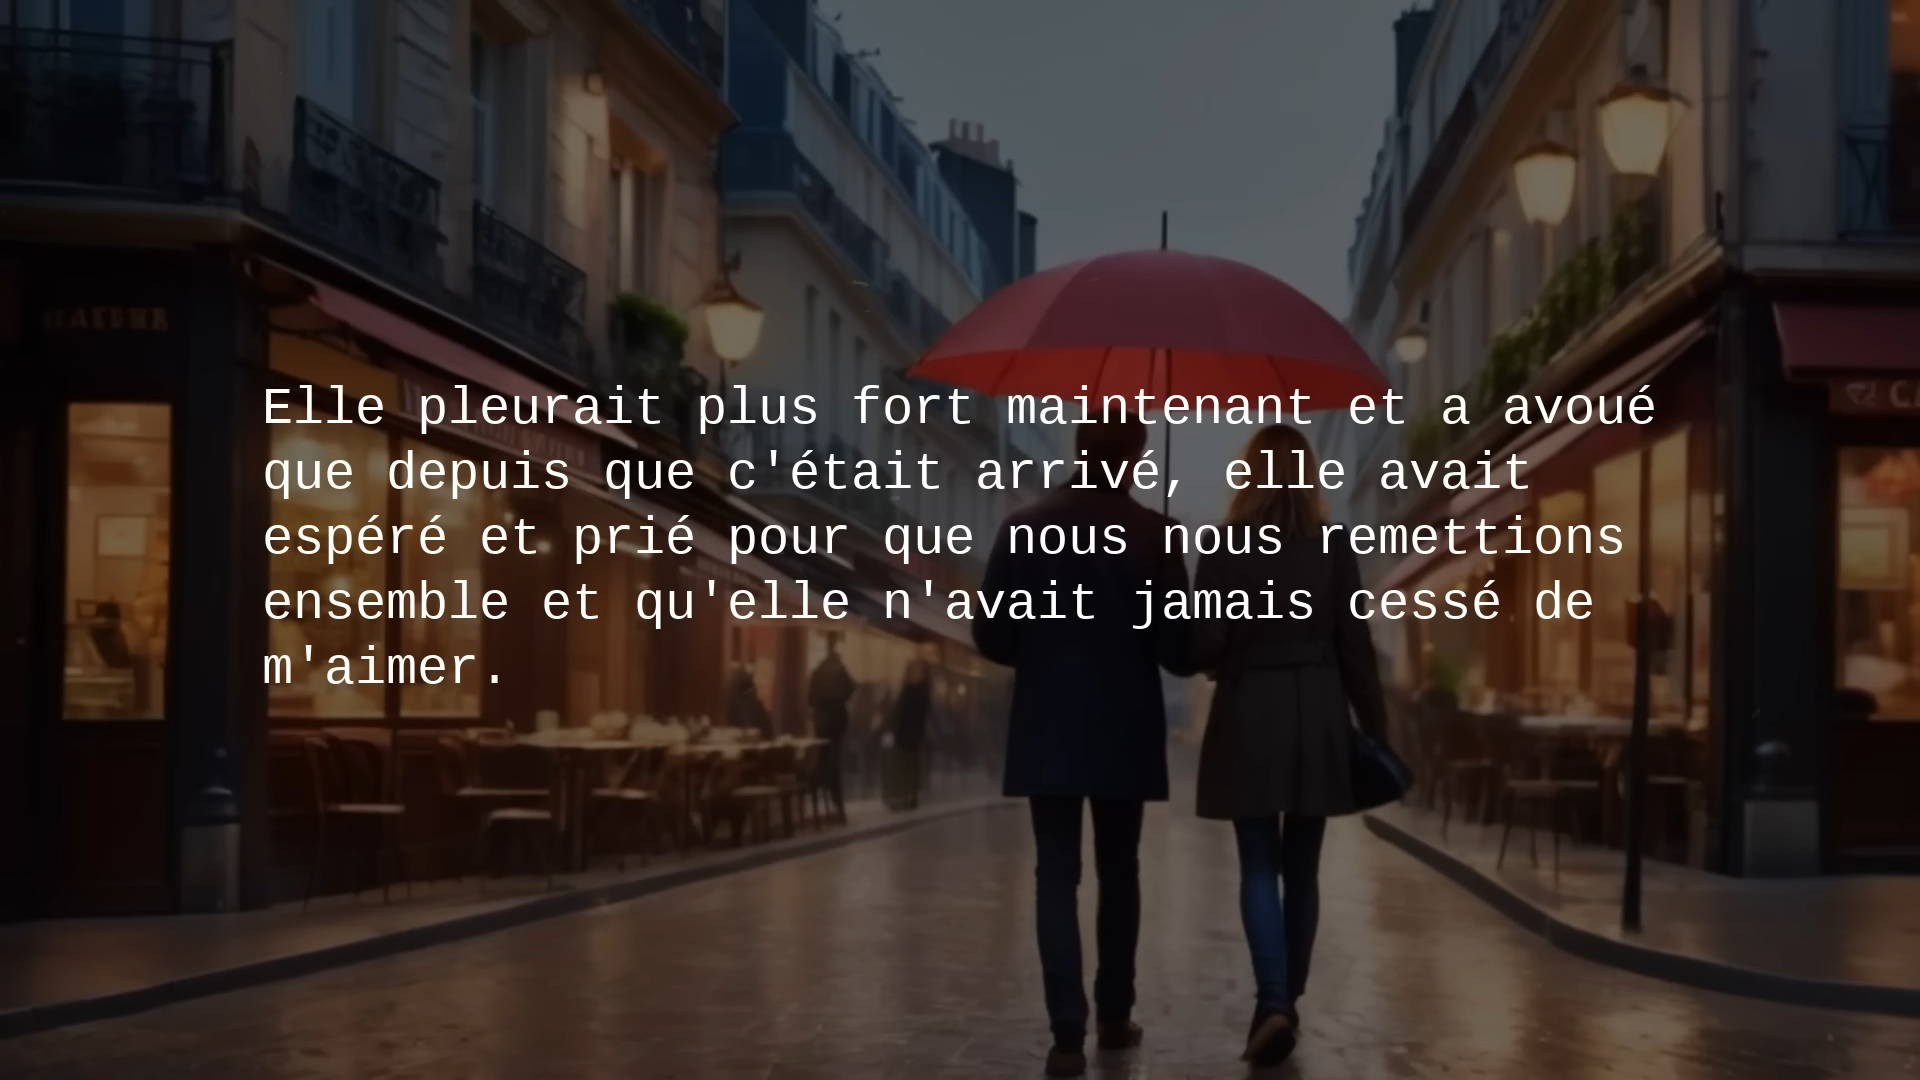 Elle pleurait plus fort maintenant et a avoué
que depuis que c'était arrivé, elle avait
espéré et prié pour que nous nous remettions
ensemble et qu'elle n'avait jamais cessé de
m'aimer.